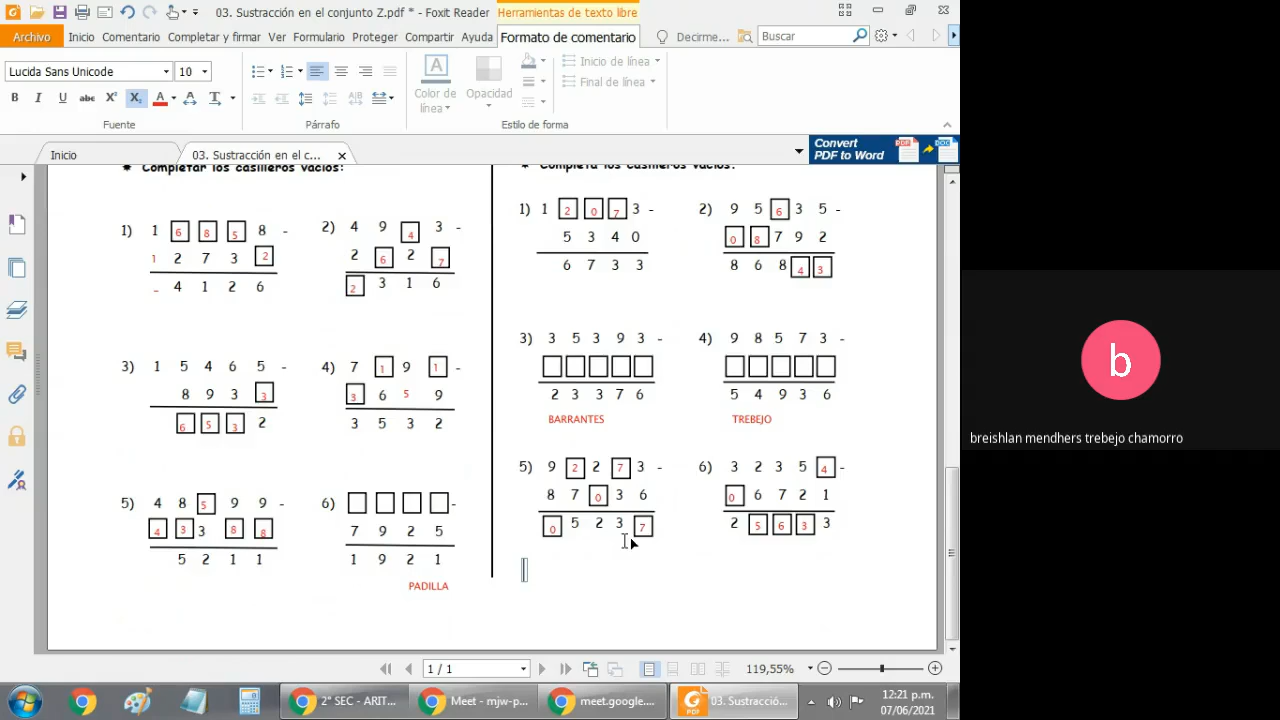 03. Sustracción en el conjunto Z.pdf * - Foxit Reader
Herramientas de texto libre
Archivo Inicio Comentario Completar y firmar Ver Formulario Proteger Compartir Ayuda Formato de comentario Decirme... Buscar
Lucida Sans Unicode 10
Color de línea Opacidad Inicio de línea
Final de línea
Fuente Párrafo Estilo de forma
Inicio 03. Sustracción en el c... Convert PDF to Word
* Completar los casilleros vacíos:
1) 1 6 8 5 8 -
1 2 7 3 2
- 4 1 2 6
2) 4 9 4 3 -
2 6 2 7
2 3 1 6
3) 1 5 4 6 5 -
8 9 3 3
6 5 3 2
4) 7 1 9 1 -
3 6 5 9
3 5 3 2
5) 4 8 5 9 9 -
4 3 3 8 8
5 2 1 1
6) -
7 9 2 5
1 9 2 1
PADILLA
* Completa los casilleros vacíos:
1) 1 2 0 7 3 -
5 3 4 0
6 7 3 3
2) 9 5 6 3 5 -
0 8 7 9 2
8 6 8 4 3
3) 3 5 3 9 3 -
2 3 3 7 6
BARRANTES
4) 9 8 5 7 3 -
5 4 9 3 6
TREBEJO
5) 9 2 2 7 3 -
8 7 0 3 6
0 5 2 3 7
6) 3 2 3 5 4 -
0 6 7 2 1
2 5 6 3 3
b
breishlan mendhers trebejo chamorro
1 / 1 119,55%
2° SEC - ARIT... Meet - mjw-p... meet.google.... 03. Sustracció...
12:21 p.m.
07/06/2021